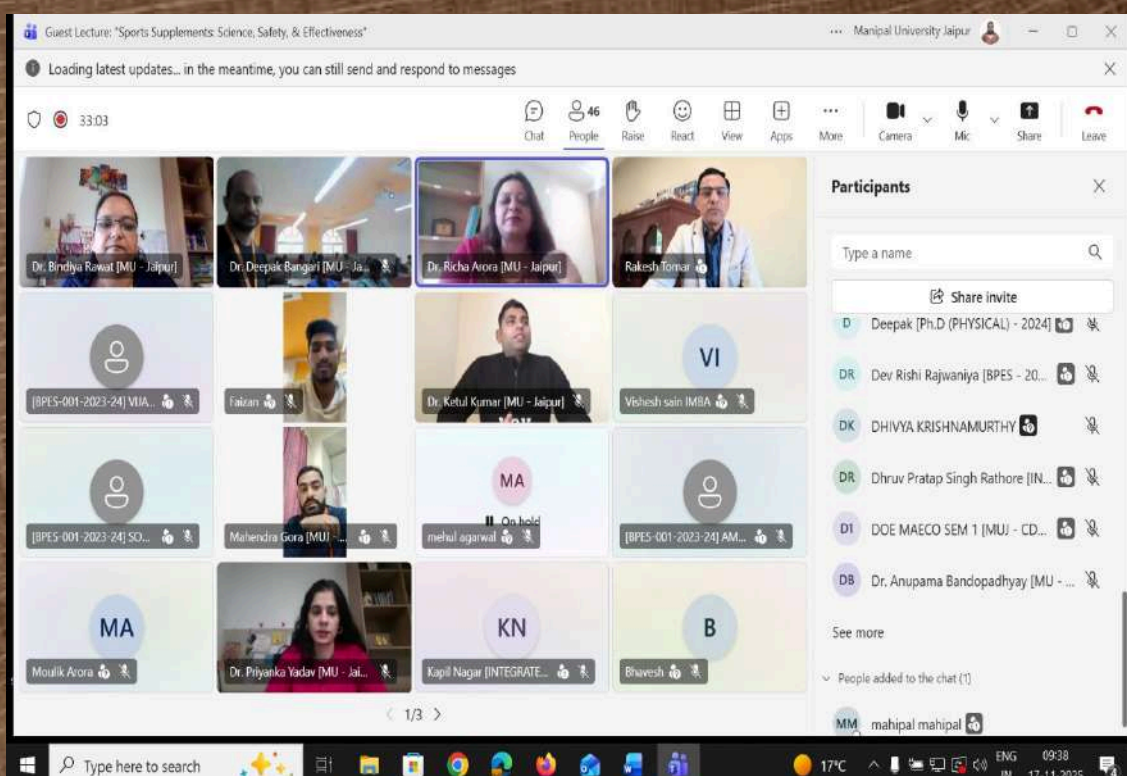 Guest Lecture: "Sports Supplements: Science, Safety, & Effectiveness"
Manipal University Jaipur
Loading latest updates... in the meantime, you can still send and respond to messages
33:03
Chat
46
People
Raise
React
View
Apps
More
Camera
Mic
Share
Leave
Dr. Bindiya Rawat [MU - Jaipur]
Dr. Deepak Bangari [MU - Ja...
Dr. Richa Arora [MU - Jaipur]
Rakesh Tomar
[BPES-001-2023-24] VIJA...
Faizan
Dr. Ketul Kumar [MU - Jaipur]
VI
Vishesh sain IMBA
[BPES-001-2023-24] SO...
Mahendra Gora [MUJ - ...
MA
On hold
mehul agarwal
[BPES-001-2023-24] AM...
MA
Moulik Arora
Dr. Priyanka Yadav [MU - Jai...
KN
Kapil Nagar [INTEGRATE...
B
Bhavesh
1/3
Participants
Type a name
Share invite
D Deepak [Ph.D (PHYSICAL) - 2024]
DR Dev Rishi Rajwaniya [BPES - 20...
DK DHIVYA KRISHNAMURTHY
DR Dhruv Pratap Singh Rathore [IN...
D1 DOE MAECO SEM 1 [MUJ - CD...
DB Dr. Anupama Bandopadhyay [MU - ...
See more
People added to the chat (1)
MM mahipal mahipal
Type here to search
17°C
ENG
IN
09:38
17-11-2025
4